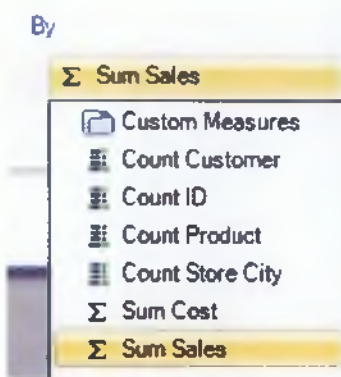 By
Σ Sum Sales
Custom Measures
Count Customer
Count ID
Count Product
Count Store City
Σ Sum Cost
Σ Sum Sales